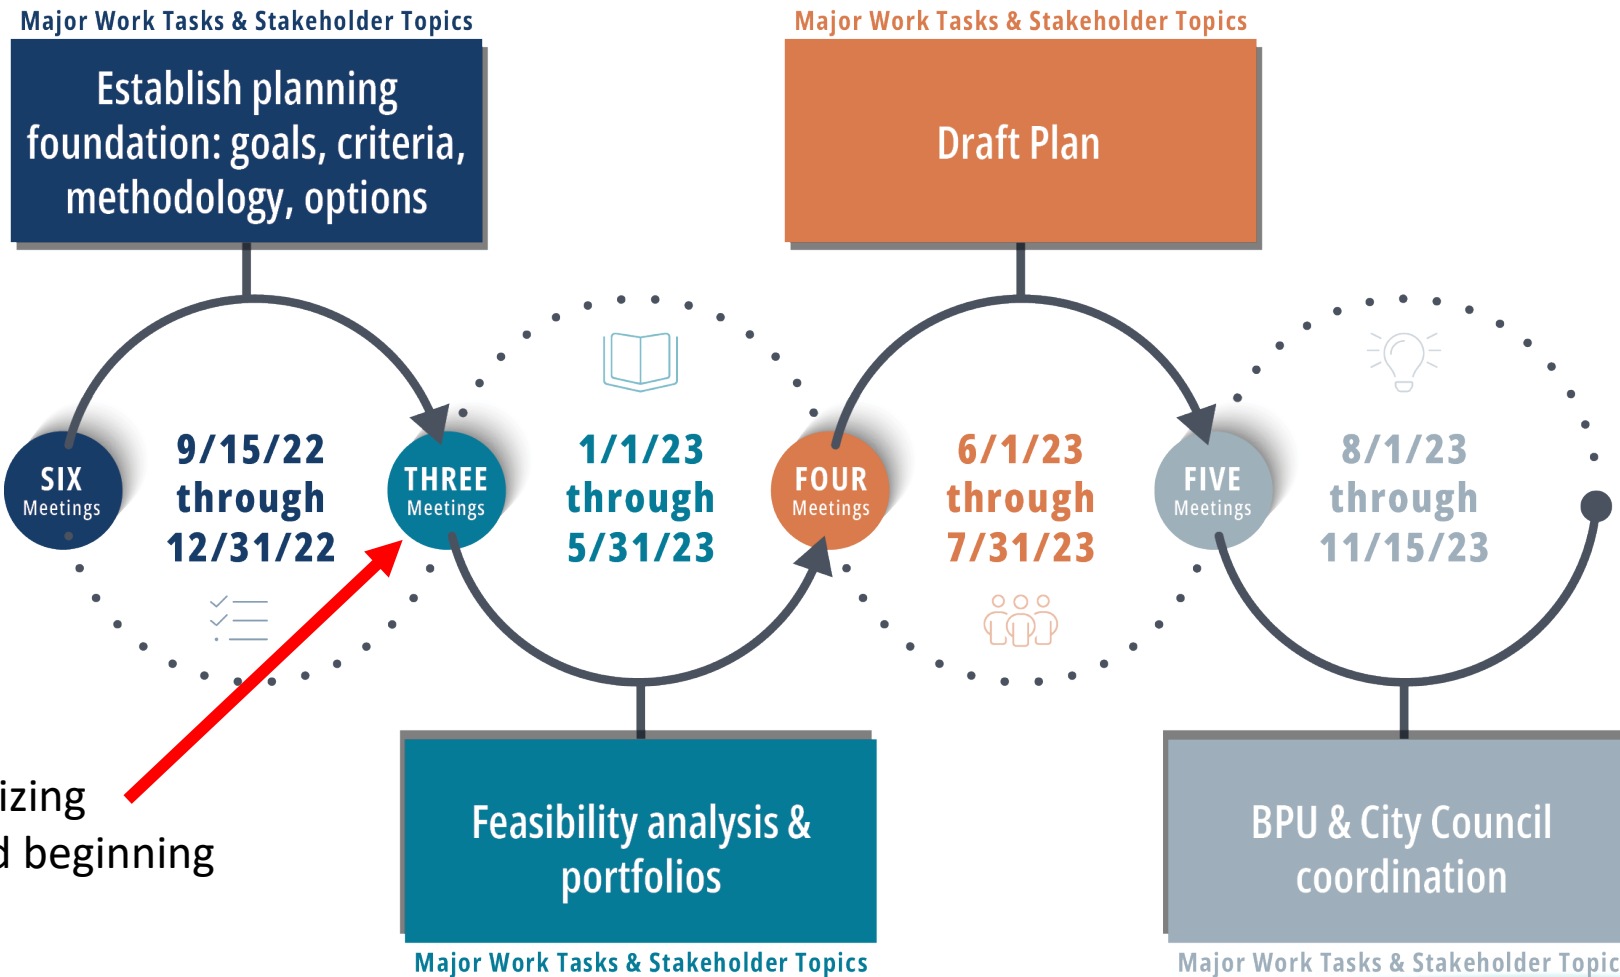 Major Work Tasks & Stakeholder Topics
Establish planning
foundation: goals, criteria,
methodology, options
Major Work Tasks & Stakeholder Topics
Draft Plan
SIX
Meetings
9/15/22
through
12/31/22
THREE
Meetings
1/1/23
through
5/31/23
FOUR
Meetings
6/1/23
through
7/31/23
FIVE
Meetings
8/1/23
through
11/15/23
izing
d beginning
Feasibility analysis &
portfolios
Major Work Tasks & Stakeholder Topics
BPU & City Council
coordination
Major Work Tasks & Stakeholder Topic